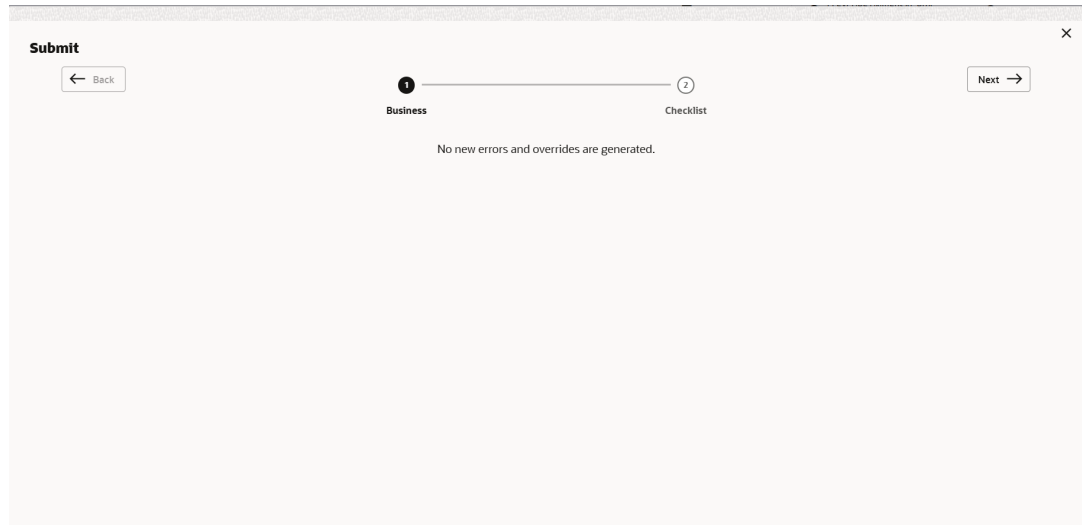 Submit
Back
Next
1
2
Business
Checklist
No new errors and overrides are generated.